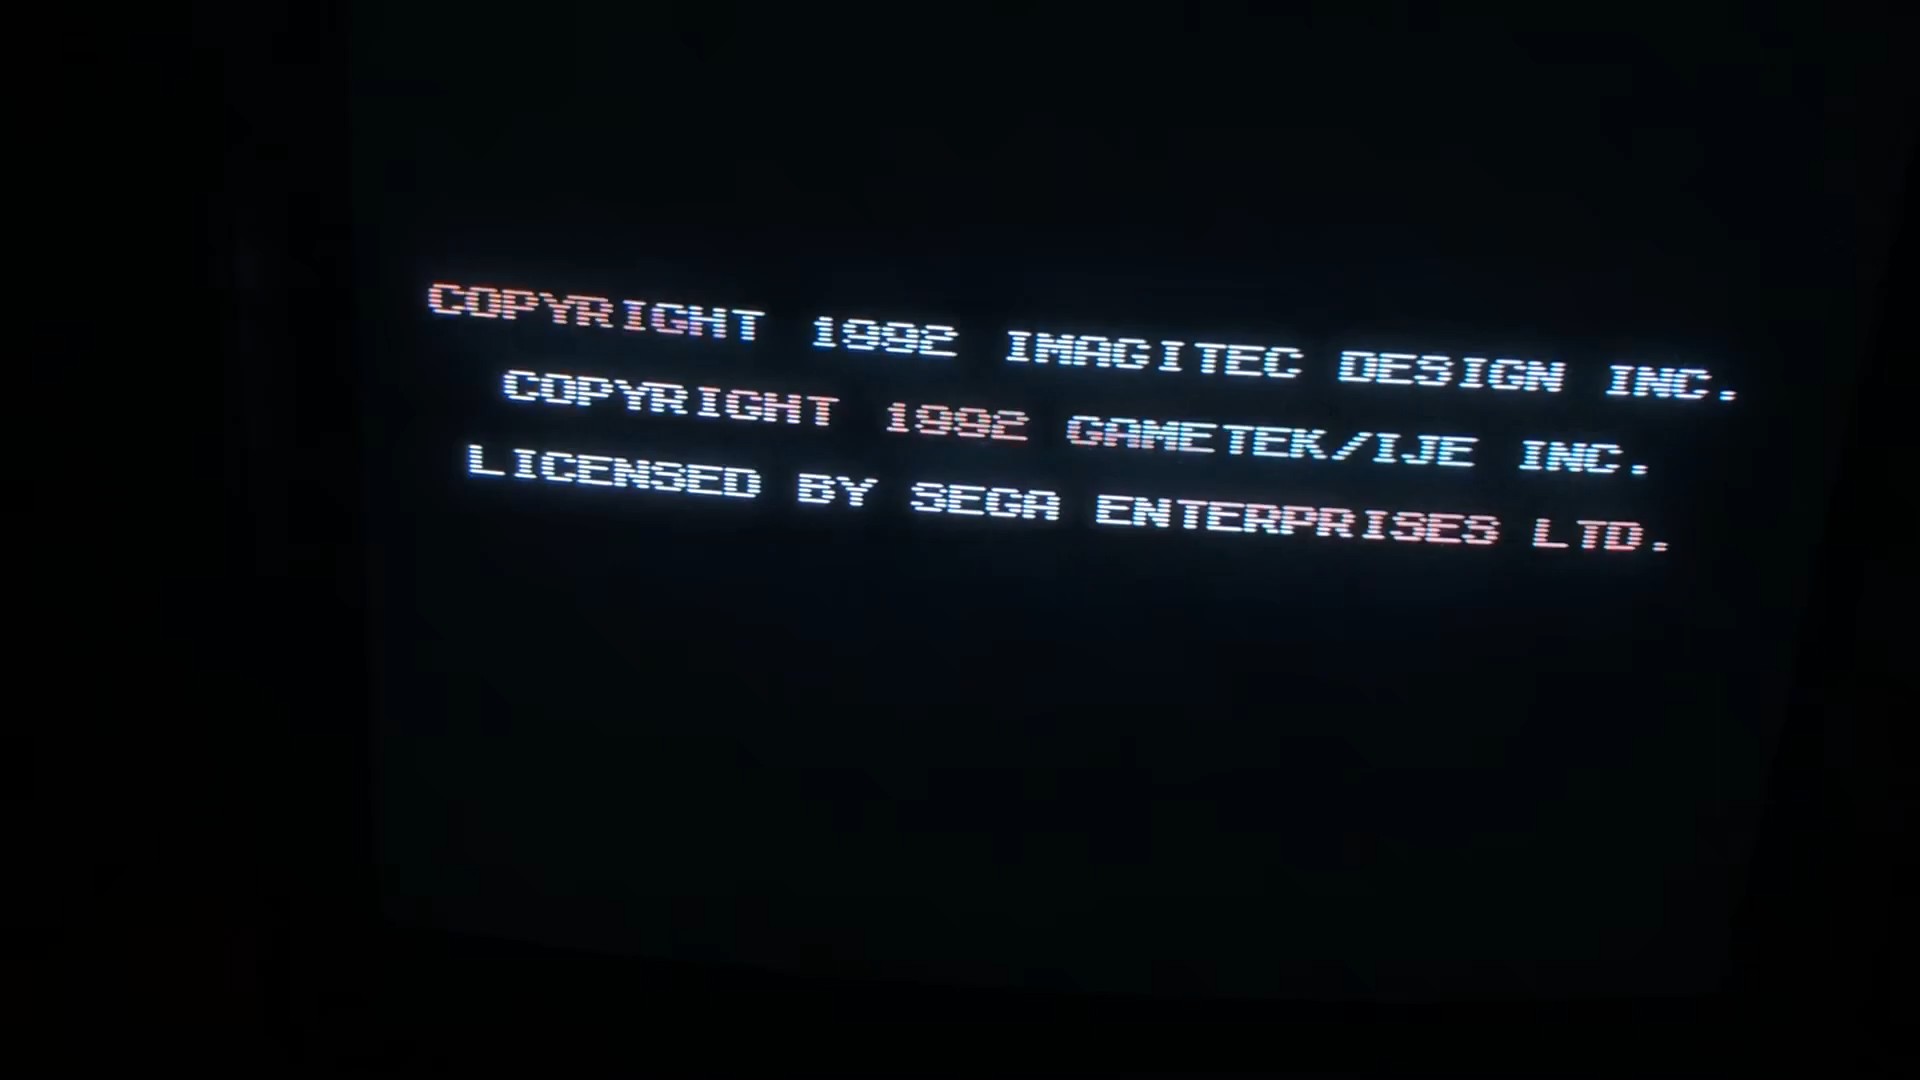 COPYRIGHT 1992 IMAGITEC DESIGN INC.
COPYRIGHT 1992 GAMETEK/IJE INC.
LICENSED BY SEGA ENTERPRISES LTD.